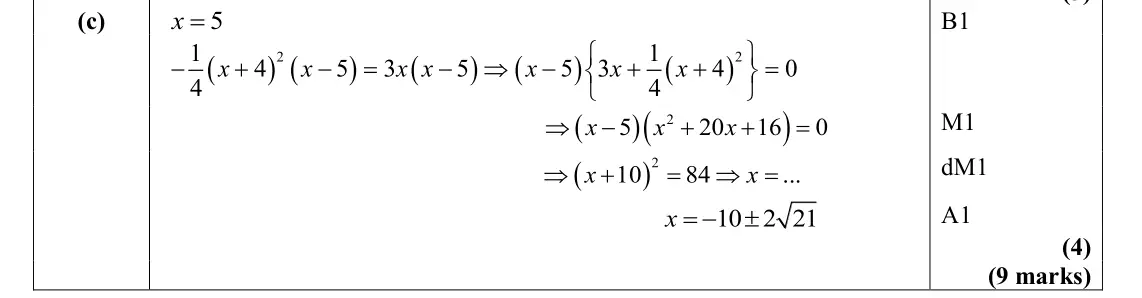 (c) x = 5 B1
−1/4(x + 4)²(x − 5) = 3x(x − 5) ⇒ (x − 5){3x + 1/4(x + 4)²} = 0
⇒ (x − 5)(x² + 20x + 16) = 0 M1
⇒ (x + 10)² = 84 ⇒ x = ... dM1
x = −10 ± 2√21 A1
(4)
(9 marks)